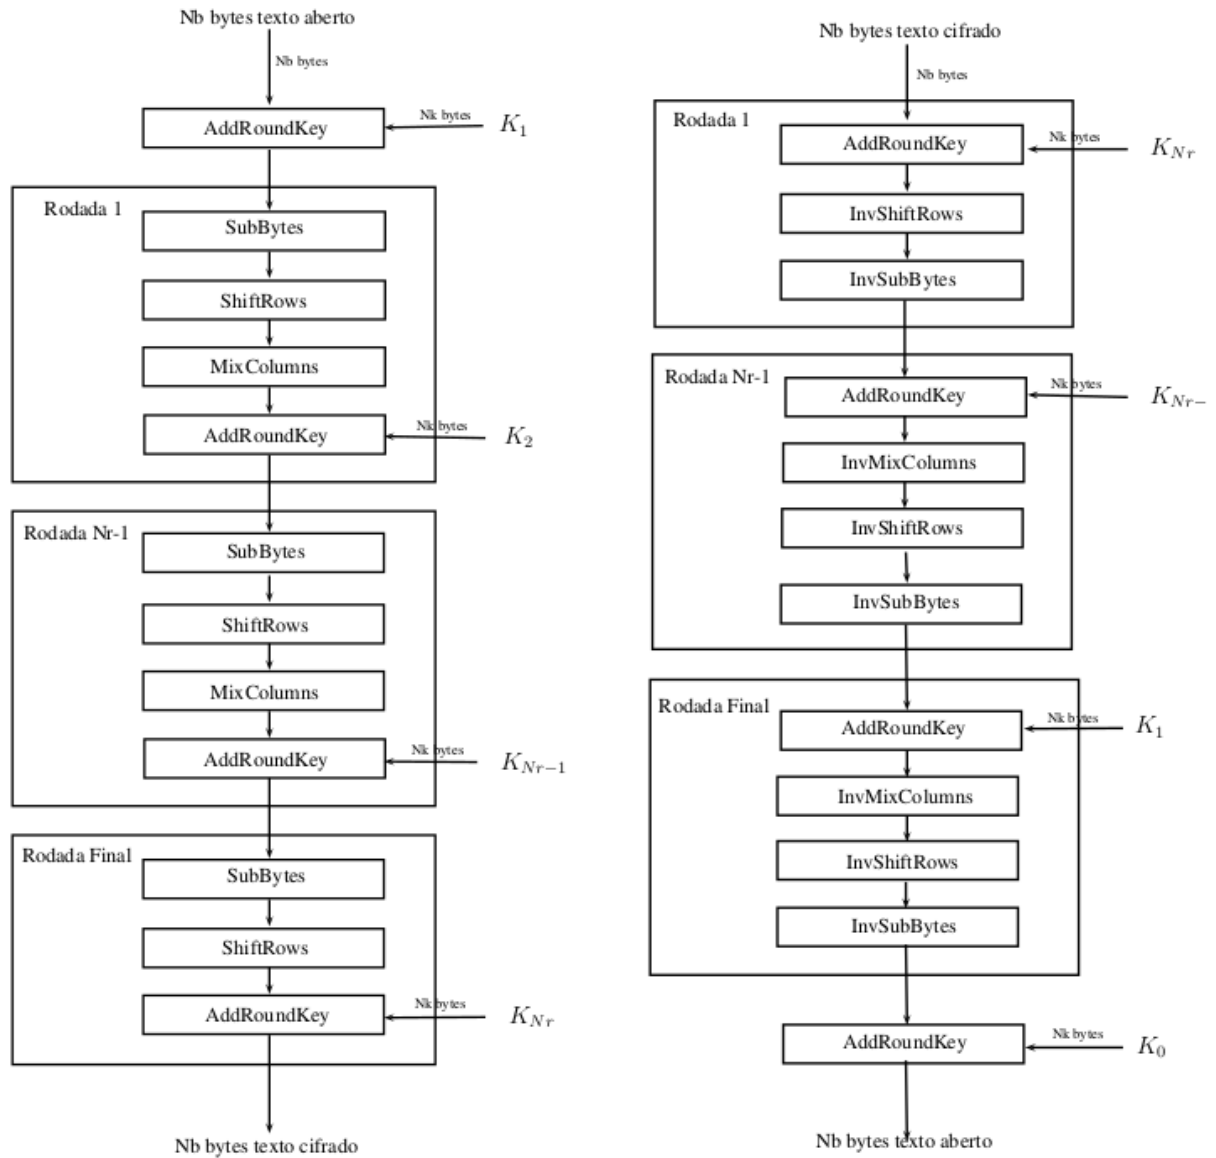 Nb bytes texto aberto
Nb bytes
AddRoundKey
Nk bytes
K1
Rodada 1
SubBytes
ShiftRows
MixColumns
AddRoundKey
Nk bytes
K2
Rodada Nr-1
SubBytes
ShiftRows
MixColumns
AddRoundKey
Nk bytes
KNr−1
Rodada Final
SubBytes
ShiftRows
AddRoundKey
Nk bytes
KNr
Nb bytes texto cifrado
Nb bytes texto cifrado
Nb bytes
Rodada 1
AddRoundKey
Nk bytes
KNr
InvShiftRows
InvSubBytes
Rodada Nr-1
AddRoundKey
Nk bytes
KNr−
InvMixColumns
InvShiftRows
InvSubBytes
Rodada Final
AddRoundKey
Nk bytes
K1
InvMixColumns
InvShiftRows
InvSubBytes
AddRoundKey
Nk bytes
K0
Nb bytes texto aberto